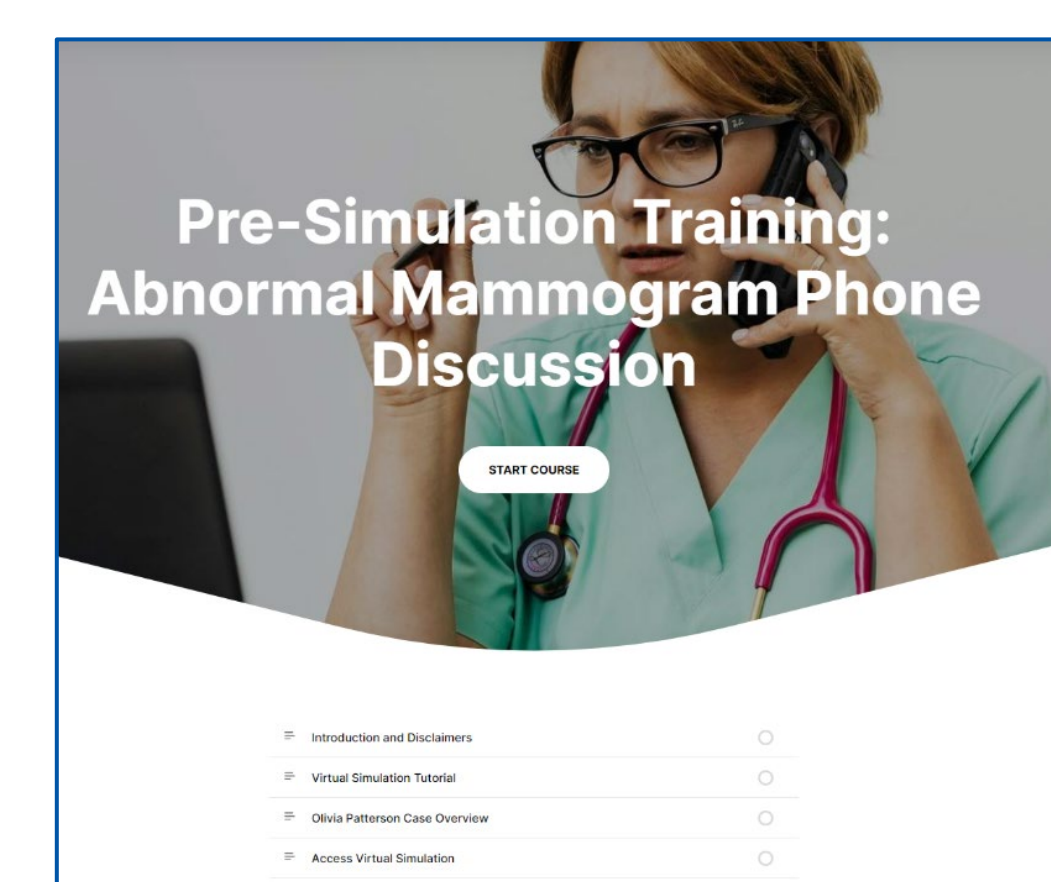 Pre-Simulation Training:
Abnormal Mammogram Phone
Discussion
START COURSE
Introduction and Disclaimers
Virtual Simulation Tutorial
Olivia Patterson Case Overview
Access Virtual Simulation